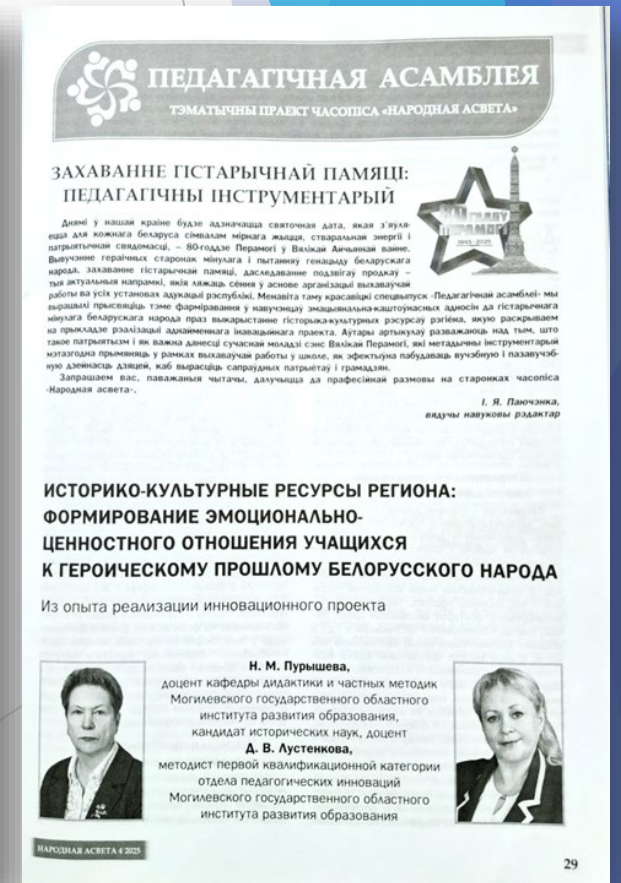 ПЕДАГАГІЧНАЯ АСАМБЛЕЯ
ТЭМАТЫЧНЫ ПРАЕКТ ЧАСОПІСА «НАРОДНАЯ АСВЕТА»
ЗАХАВАННЕ ГІСТАРЫЧНАЙ ПАМЯЦІ:
ПЕДАГАГІЧНЫ ІНСТРУМЕНТАРЫЙ
Днямі ў нашай краіне будзе адзначацца святочная дата, якая з'яўля-
ецца для кожнага беларуса сімвалам мірнага жыцця, стваральнай энергіі і
патрыятычнай свядомасці, – 80-годдзе Перамогі ў Вялікай Айчыннай вайне.
Вывучэнне гераічных старонак мінулага і пытанняў генацыду беларускага
народа, захаванне гістарычнай памяці, даследаванне подзвігаў продкаў –
тыя актуальныя напрамкі, якія ляжаць сёння ў аснове арганізацыі выхаваўчай
работы ва ўсіх установах адукацыі рэспублікі. Менавіта таму красавіцкі спецвыпуск «Педагагічнай асамблеі» мы
вырашылі прысвяціць тэме фарміравання ў навучэнцаў эмацыянальна-каштоўнасных адносін да гістарычнага
мінулага беларускага народа праз выкарыстанне гісторыка-культурных рэсурсаў рэгіёна, якую раскрываем
на прыкладзе рэалізацыі аднайменнага інавацыйнага праекта. Аўтары артыкулаў разважаюць над тым, што
такое патрыятызм і як важна данесці сучаснай моладзі сэнс Вялікай Перамогі, які метадычны інструментарый
мэтазгодна прымяняць у рамках выхаваўчай работы ў школе, як эфектыўна пабудаваць вучэбную і пазавучэб-
ную дзейнасць дзяцей, каб вырасціць сапраўдных патрыётаў і грамадзян.
Запрашаем вас, паважаныя чытачы, далучыцца да прафесійнай размовы на старонках часопіса
«Народная асвета».
І. Я. Паючэнка,
вядучы навуковы рэдактар
1945-2025
ИСТОРИКО-КУЛЬТУРНЫЕ РЕСУРСЫ РЕГИОНА:
ФОРМИРОВАНИЕ ЭМОЦИОНАЛЬНО-
ЦЕННОСТНОГО ОТНОШЕНИЯ УЧАЩИХСЯ
К ГЕРОИЧЕСКОМУ ПРОШЛОМУ БЕЛОРУССКОГО НАРОДА
Из опыта реализации инновационного проекта
Н. М. Пурышева,
доцент кафедры дидактики и частных методик
Могилевского государственного областного
института развития образования,
кандидат исторических наук, доцент
Д. В. Лустенкова,
методист первой квалификационной категории
отдела педагогических инноваций
Могилевского государственного областного
института развития образования
НАРОДНАЯ АСВЕТА 4'2025
29